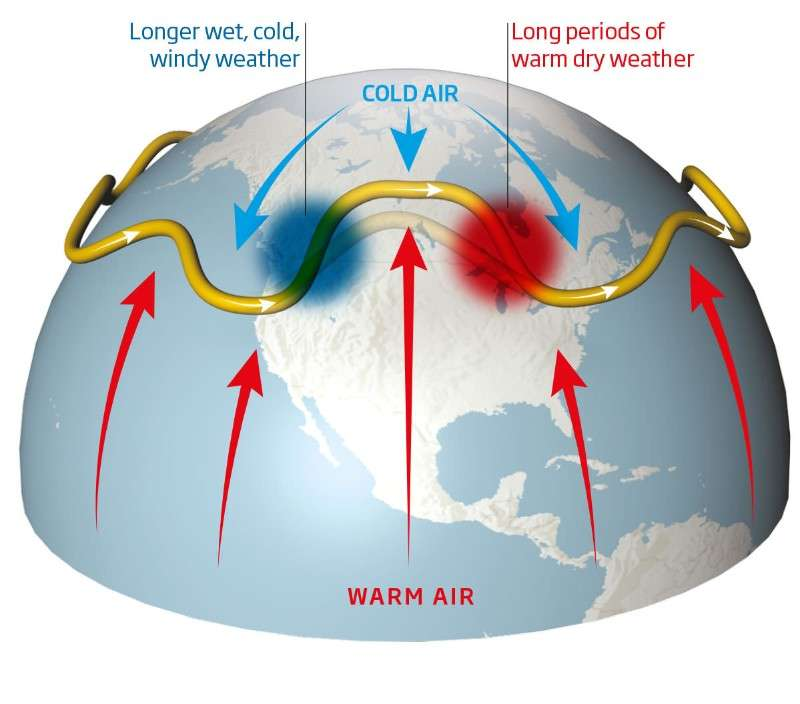 Longer wet, cold,
windy weather
Long periods of
warm dry weather
COLD AIR
WARM AIR